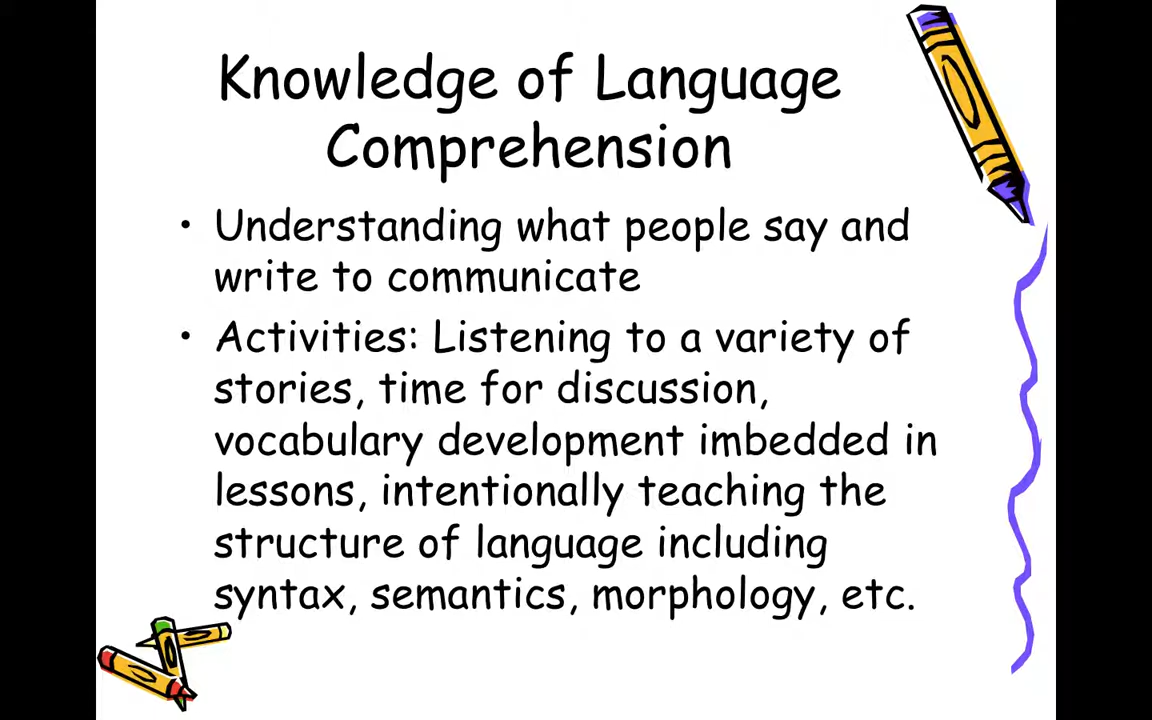 Knowledge of Language
Comprehension
• Understanding what people say and
write to communicate
• Activities: Listening to a variety of
stories, time for discussion,
vocabulary development imbedded in
lessons, intentionally teaching the
structure of language including
syntax, semantics, morphology, etc.